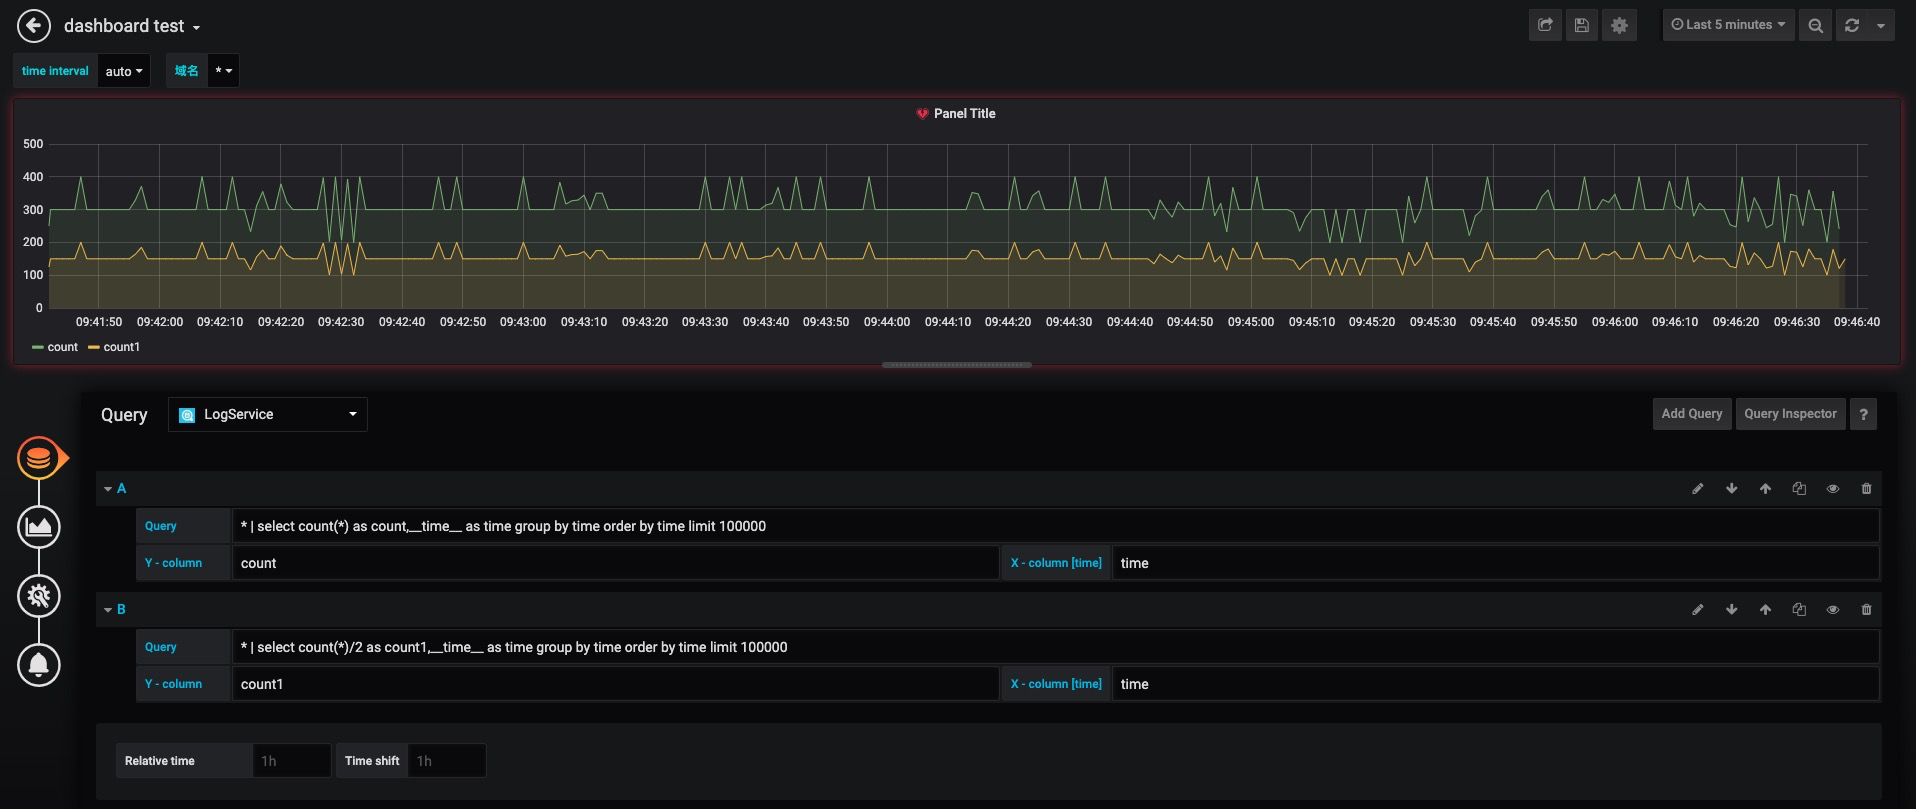 dashboard test
Last 5 minutes
time interval auto 域名 *
Panel Title
500
400
300
200
100
0
09:41:50 09:42:00 09:42:10 09:42:20 09:42:30 09:42:40 09:42:50 09:43:00 09:43:10 09:43:20 09:43:30 09:43:40 09:43:50 09:44:00 09:44:10 09:44:20 09:44:30 09:44:40 09:44:50 09:45:00 09:45:10 09:45:20 09:45:30 09:45:40 09:45:50 09:46:00 09:46:10 09:46:20 09:46:30 09:46:40
count count1
Query LogService Add Query Query Inspector ?
A
Query * | select count(*) as count,__time__ as time group by time order by time limit 100000
Y - column count X - column [time] time
B
Query * | select count(*)/2 as count1,__time__ as time group by time order by time limit 100000
Y - column count1 X - column [time] time
Relative time 1h Time shift 1h